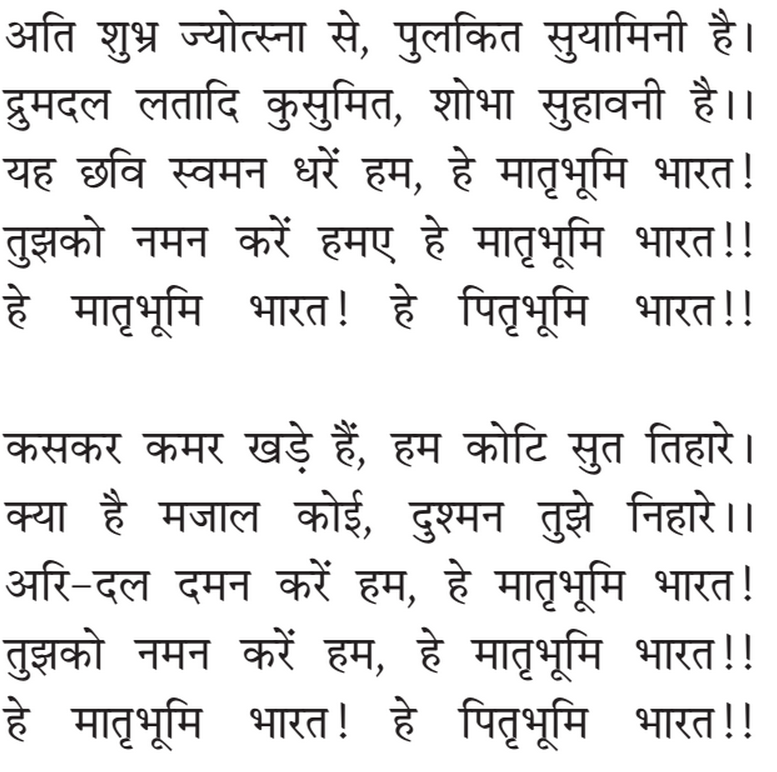 अति शुभ्र ज्योत्स्ना से, पुलकित सुयामिनी है।
द्रुमदल लतादि कुसुमित, शोभा सुहावनी है।।
यह छवि स्वमन धरें हम, हे मातृभूमि भारत!
तुझको नमन करें हमए हे मातृभूमि भारत!!
हे मातृभूमि भारत! हे पितृभूमि भारत!!
कसकर कमर खड़े हैं, हम कोटि सुत तिहारे।
क्या है मजाल कोई, दुश्मन तुझे निहारे।।
अरि-दल दमन करें हम, हे मातृभूमि भारत!
तुझको नमन करें हम, हे मातृभूमि भारत!!
हे मातृभूमि भारत! हे पितृभूमि भारत!!